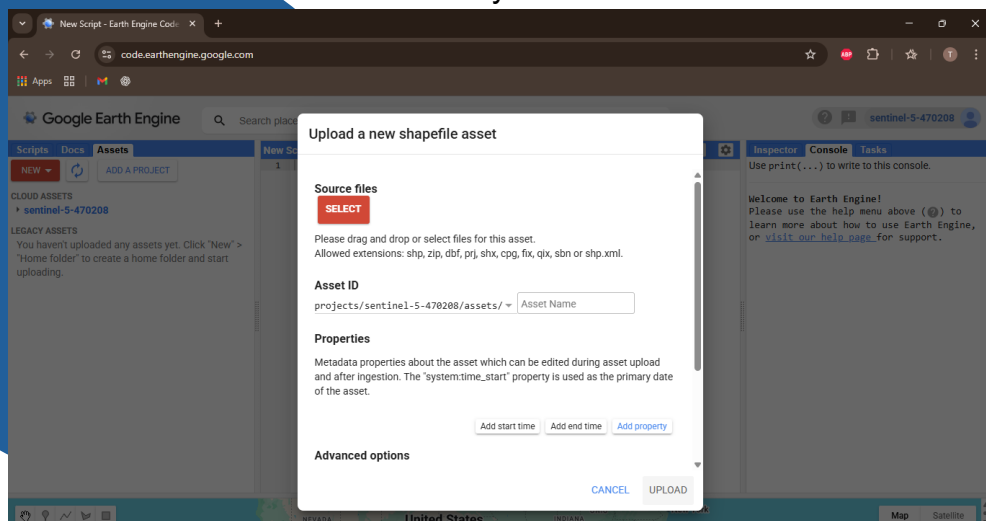 New Script - Earth Engine Code
code.earthengine.google.com
ABP
T
Apps
Google Earth Engine
Search place
sentinel-5-470208
Scripts Docs Assets
NEW
ADD A PROJECT
CLOUD ASSETS
sentinel-5-470208
LEGACY ASSETS
You haven't uploaded any assets yet. Click "New" >
"Home folder" to create a home folder and start
uploading.
New Sc
1
Upload a new shapefile asset
Source files
SELECT
Please drag and drop or select files for this asset.
Allowed extensions: shp, zip, dbf, prj, shx, cpg, fix, qix, sbn or shp.xml.
Asset ID
projects/sentinel-5-470208/assets/ Asset Name
Properties
Metadata properties about the asset which can be edited during asset upload
and after ingestion. The "system:time_start" property is used as the primary date
of the asset.
Add start time Add end time Add property
Advanced options
CANCEL UPLOAD
Inspector Console Tasks
Use print(...) to write to this console.
Welcome to Earth Engine!
Please use the help menu above (?) to
learn more about how to use Earth Engine,
or visit our help page for support.
NEVADA
United States
INDIANA
Map Satellite